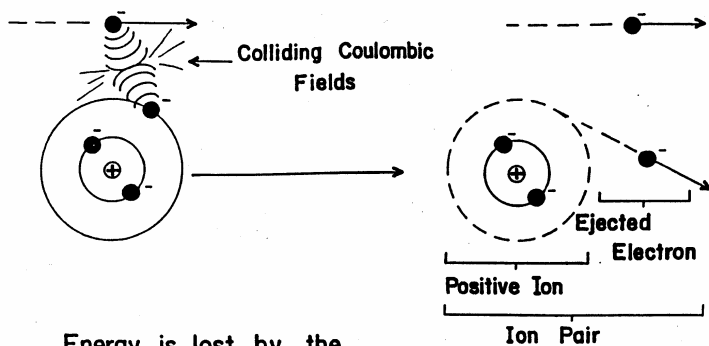 Colliding Coulombic
Fields
Ejected
Electron
Positive Ion
Ion Pair
Energy is lost by the